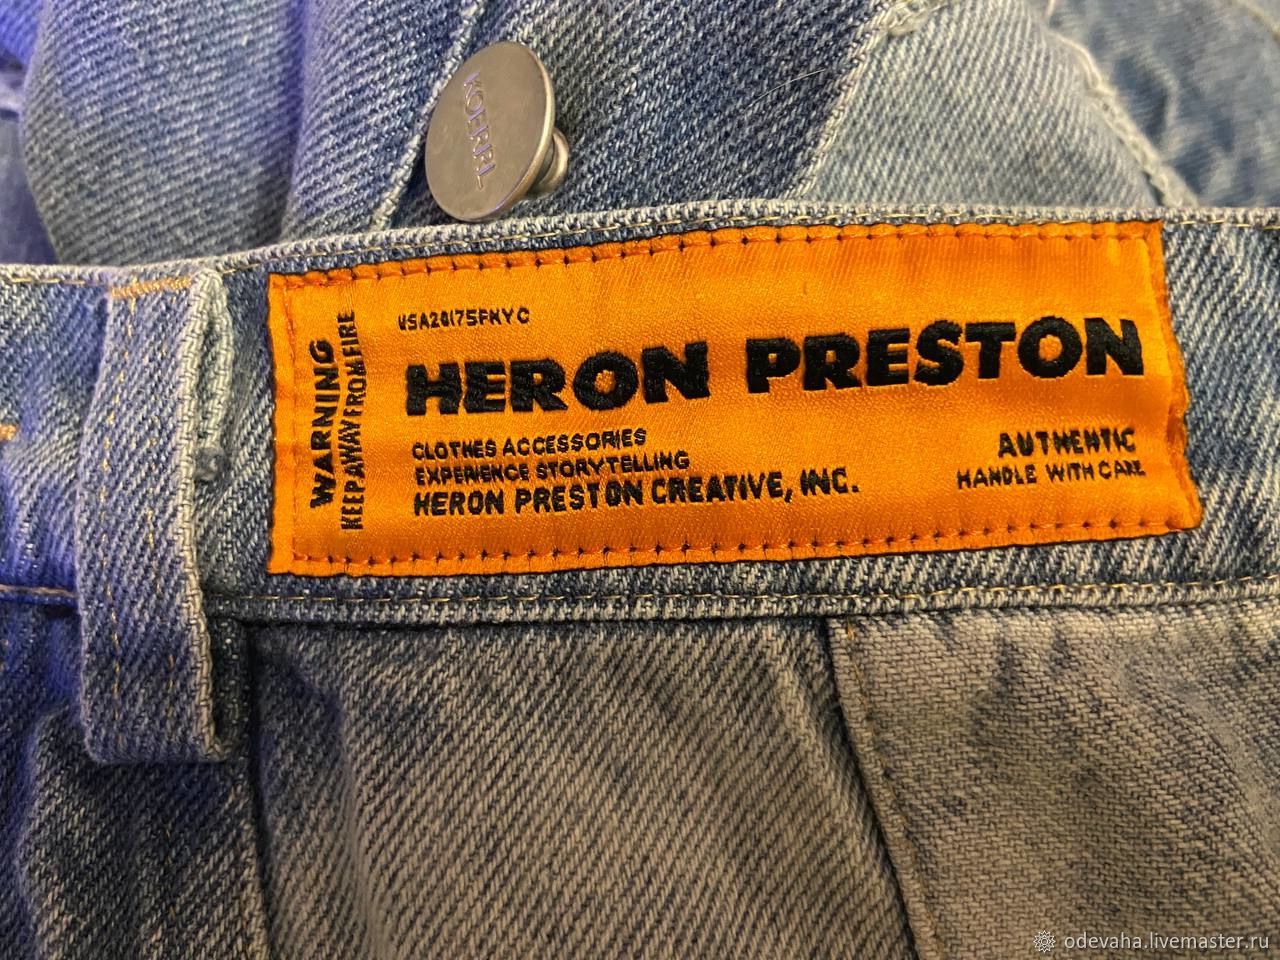 WARNING
KEEP AWAY FROM FIRE
HERON PRESTON
CLOTHES ACCESSORIES
EXPERIENCE STORYTELLING
HERON PRESTON CREATIVE, INC.
AUTHENTIC
HANDLE WITH CARE
odevaha.livemaster.ru